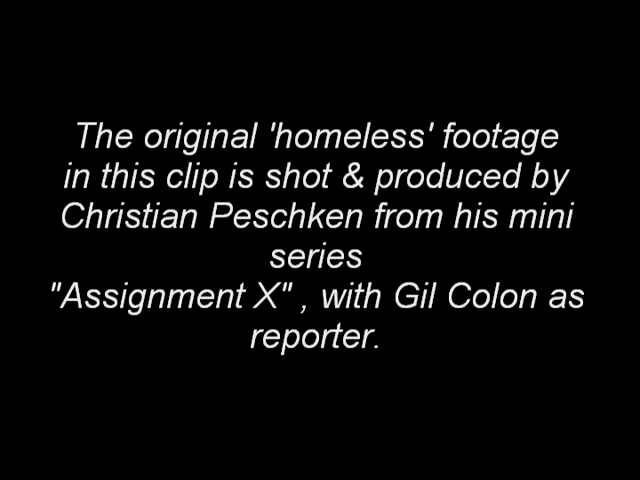 The original 'homeless' footage
in this clip is shot & produced by
Christian Peschken from his mini
series
"Assignment X" , with Gil Colon as
reporter.